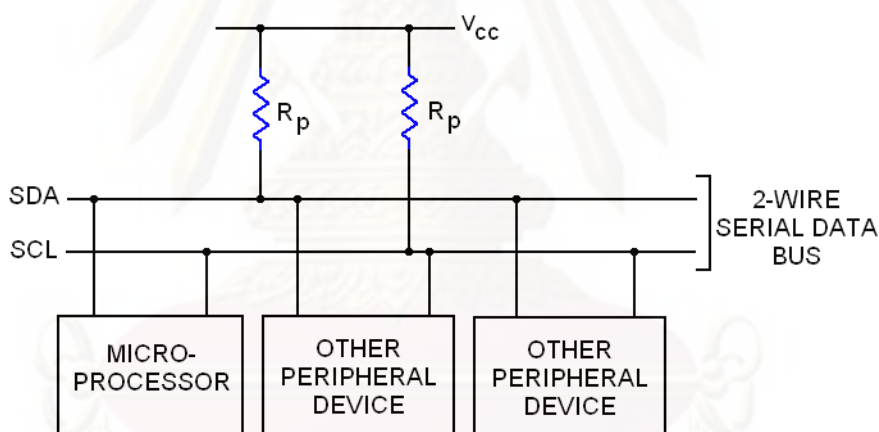 Vcc
Rp
Rp
SDA
SCL
2-WIRE
SERIAL DATA
BUS
MICRO-
PROCESSOR
OTHER
PERIPHERAL
DEVICE
OTHER
PERIPHERAL
DEVICE